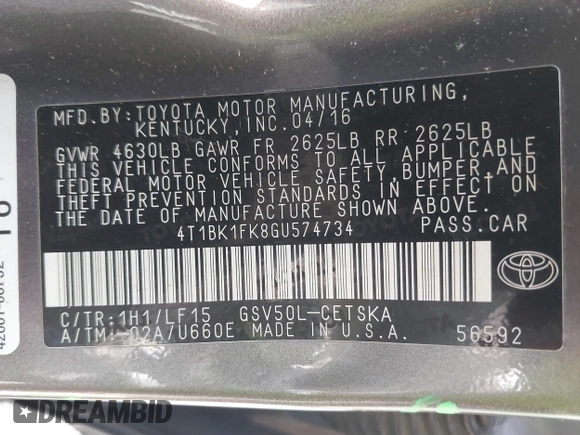 MFD.BY:TOYOTA MOTOR MANUFACTURING,
KENTUCKY,INC.04/16
GVWR 4630LB GAWR FR 2625LB RR 2625LB
THIS VEHICLE CONFORMS TO ALL APPLICABLE
FEDERAL MOTOR VEHICLE SAFETY,BUMPER,AND
THEFT PREVENTION STANDARDS IN EFFECT ON
THE DATE OF MANUFACTURE SHOWN ABOVE.
4T1BK1FK8GU574734 PASS.CAR
C/TR:1H1/LF15 GSV50L-CETSKA
A/TM:-02A7U660E MADE IN U.S.A. 56592
DREAMBID